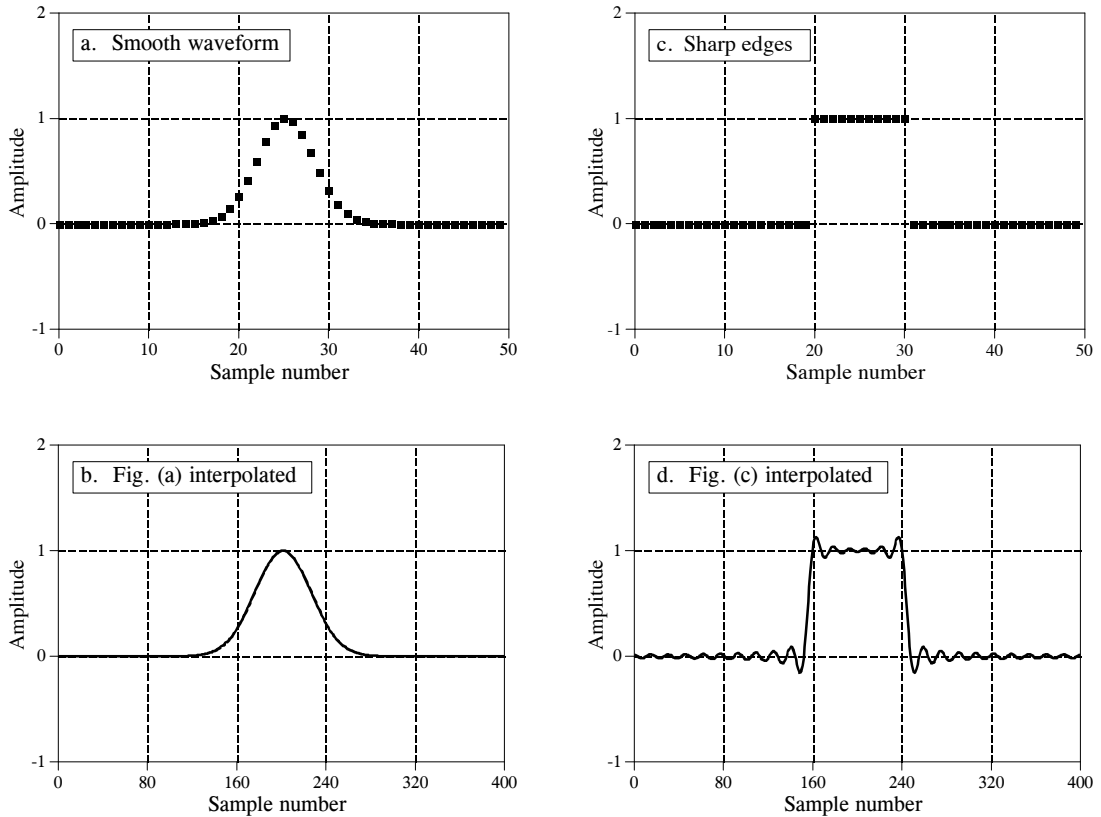 a. Smooth waveform
Amplitude
2
1
0
-1
0 10 20 30 40 50
Sample number
c. Sharp edges
Amplitude
2
1
0
-1
0 10 20 30 40 50
Sample number
b. Fig. (a) interpolated
Amplitude
2
1
0
-1
0 80 160 240 320 400
Sample number
d. Fig. (c) interpolated
Amplitude
2
1
0
-1
0 80 160 240 320 400
Sample number